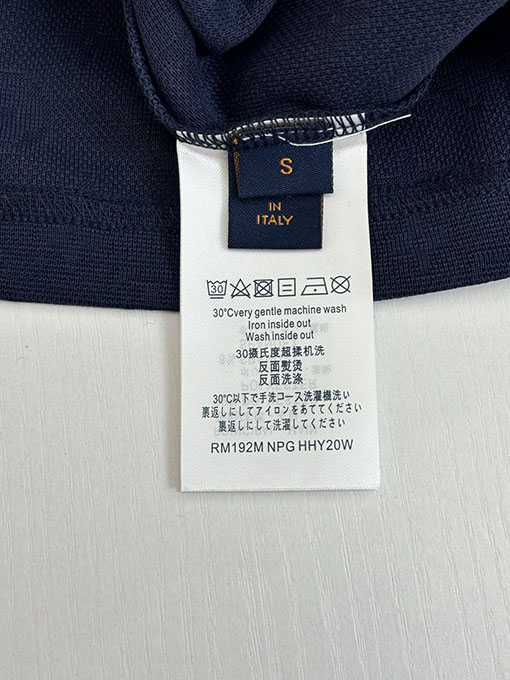 S
IN
ITALY
30
30°Cvery gentle machine wash
Iron inside out
Wash inside out
30摄氏度超揉机洗
反面熨烫
反面洗涤
30°C以下で手洗コース洗濯機洗い
裏返しにしてアイロンをあててください
裏返しにして洗濯してください
RM192M NPG HHY20W